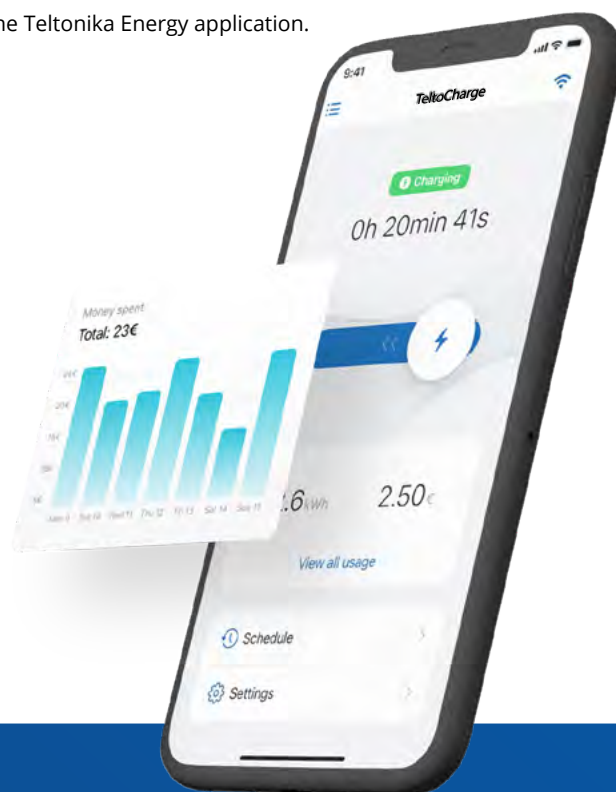 he Teltonika Energy application.
9:41
TeltoCharge
Charging
0h 20min 41s
Money spent
Total: 23€
20€
.6 kWh
2.50€
View all usage
Schedule
Settings